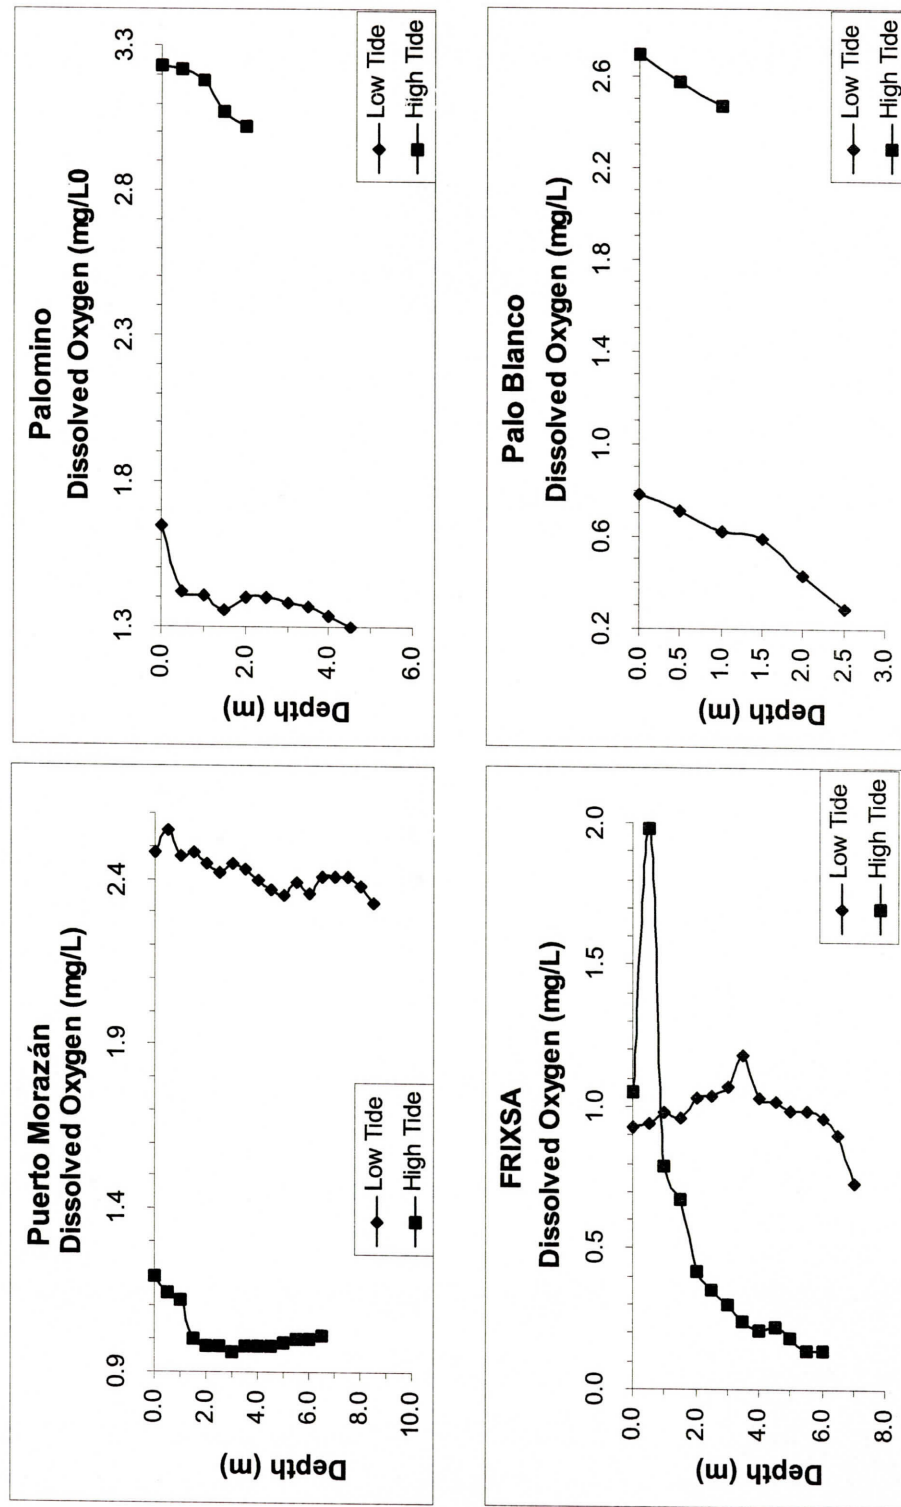 Puerto Morazán
Dissolved Oxygen (mg/L)
0.9 1.4 1.9 2.4
0.0
2.0
4.0
6.0
8.0
10.0
Depth (m)
Low Tide
High Tide
Palomino
Dissolved Oxygen (mg/L0
1.3 1.8 2.3 2.8 3.3
0.0
2.0
4.0
6.0
Depth (m)
Low Tide
High Tide
FRIXSA
Dissolved Oxygen (mg/L)
0.0 0.5 1.0 1.5 2.0
0.0
2.0
4.0
6.0
8.0
Depth (m)
Low Tide
High Tide
Palo Blanco
Dissolved Oxygen (mg/L)
0.2 0.6 1.0 1.4 1.8 2.2 2.6
0.0
0.5
1.0
1.5
2.0
2.5
3.0
Depth (m)
Low Tide
High Tide